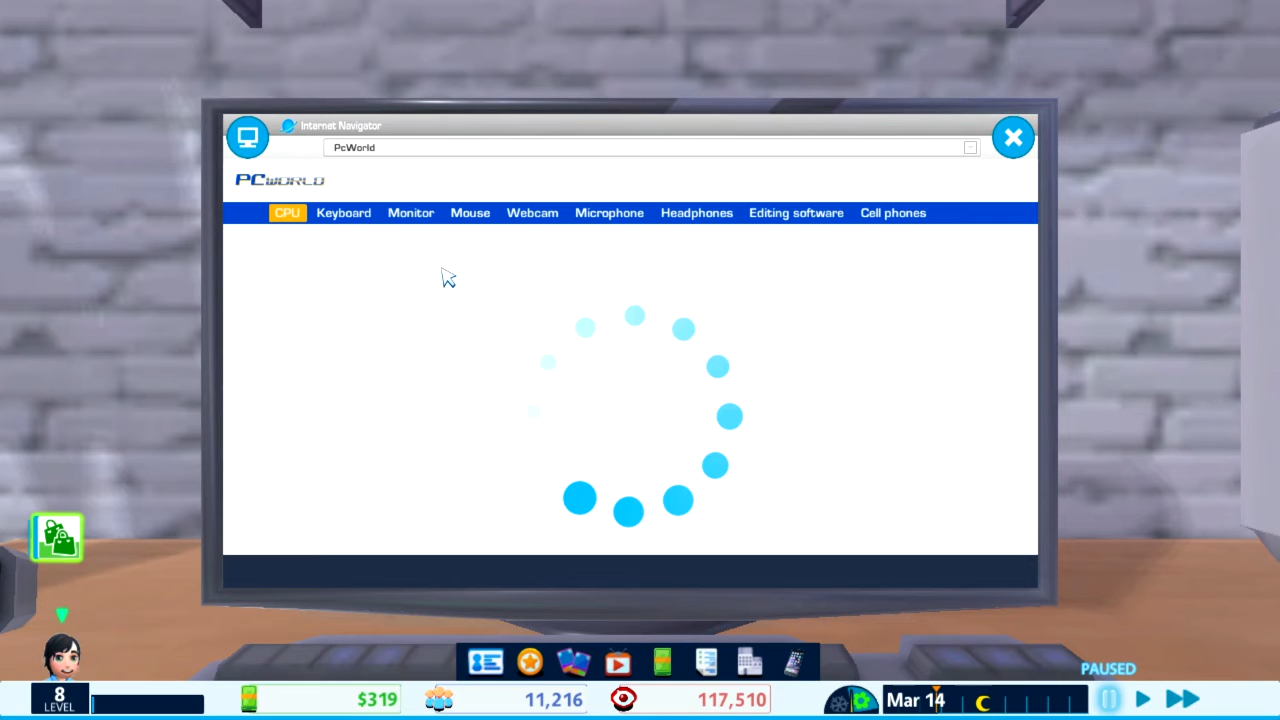 Internet Navigator
PcWorld
PCWORLD
CPU Keyboard Monitor Mouse Webcam Microphone Headphones Editing software Cell phones
PAUSED
8
LEVEL
$319
11,216
117,510
Mar 14